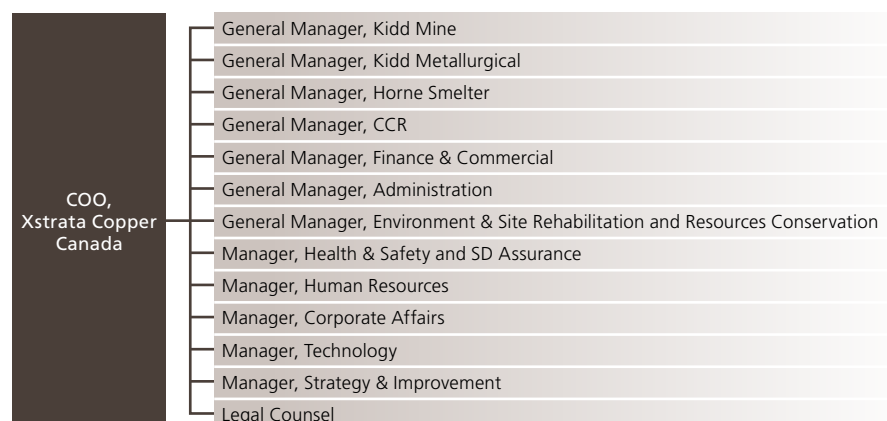 COO,
Xstrata Copper
Canada
General Manager, Kidd Mine
General Manager, Kidd Metallurgical
General Manager, Horne Smelter
General Manager, CCR
General Manager, Finance & Commercial
General Manager, Administration
General Manager, Environment & Site Rehabilitation and Resources Conservation
Manager, Health & Safety and SD Assurance
Manager, Human Resources
Manager, Corporate Affairs
Manager, Technology
Manager, Strategy & Improvement
Legal Counsel